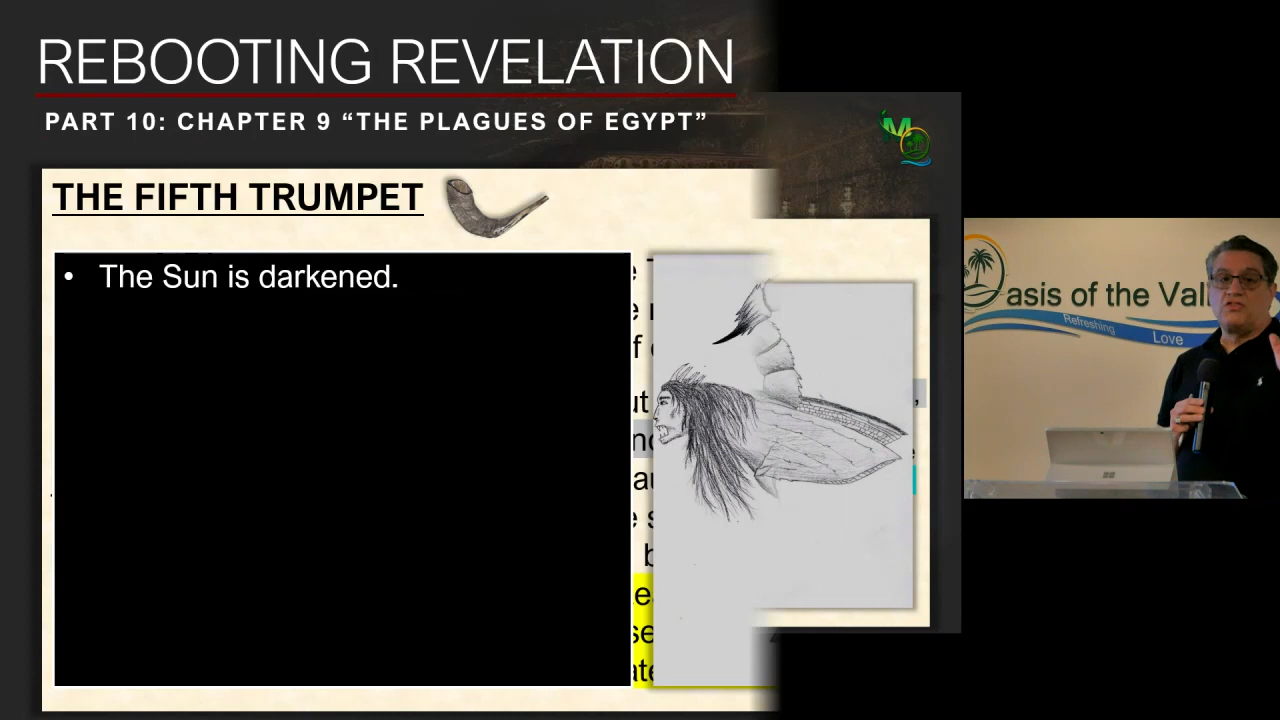 REBOOTING REVELATION
PART 10: CHAPTER 9 “THE PLAGUES OF EGYPT”
THE FIFTH TRUMPET
• The Sun is darkened.
asis of the Vall
Refreshing
Love